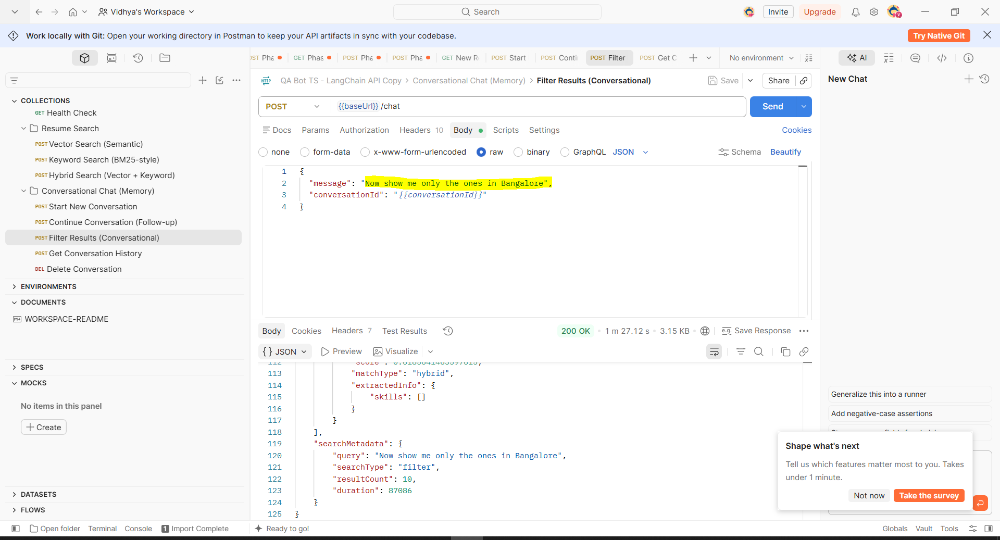 Vidhya's Workspace
Search
Invite
Upgrade
Work locally with Git: Open your working directory in Postman to keep your API artifacts in sync with your codebase.
Try Native Git
OST Pha
GET Phas
POST Pha
POST Pha
GET New R
POST Start
POST Conti
POST Filter
POST Get C
No environment
AI
HTTP
QA Bot TS - LangChain API Copy > Conversational Chat (Memory) > Filter Results (Conversational)
Save
Share
New Chat
COLLECTIONS
GET Health Check
Resume Search
POST Vector Search (Semantic)
POST Keyword Search (BM25-style)
POST Hybrid Search (Vector + Keyword)
Conversational Chat (Memory)
POST Start New Conversation
POST Continue Conversation (Follow-up)
POST Filter Results (Conversational)
POST Get Conversation History
DEL Delete Conversation
ENVIRONMENTS
DOCUMENTS
WORKSPACE-README
SPECS
MOCKS
No items in this panel
Create
DATASETS
FLOWS
POST
{{baseUrl}} /chat
Send
Docs
Params
Authorization
Headers 10
Body
Scripts
Settings
Cookies
none
form-data
x-www-form-urlencoded
raw
binary
GraphQL
JSON
Schema
Beautify
1 {
2 "message": "Now show me only the ones in Bangalore",
3 "conversationId": "{{conversationId}}"
4 }
Body
Cookies
Headers 7
Test Results
200 OK
1 m 27.12 s
3.15 KB
e.g. Save Response
{} JSON
Preview
Visualize
113 "matchType": "hybrid",
114 "extractedInfo": {
115 "skills": []
116 }
117 }
118 ],
119 "searchMetadata": {
120 "query": "Now show me only the ones in Bangalore",
121 "searchType": "filter",
122 "resultCount": 10,
123 "duration": 87086
124 }
125 }
Generalize this into a runner
Add negative-case assertions
Shape what's next
Tell us which features matter most to you. Takes
under 1 minute.
Not now
Take the survey
Open folder
Terminal
Console
1 Import Complete
Ready to go!
Globals
Vault
Tools